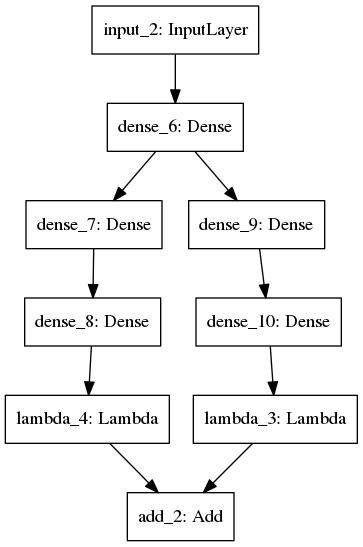 input_2: InputLayer
dense_6: Dense
dense_7: Dense
dense_9: Dense
dense_8: Dense
dense_10: Dense
lambda_4: Lambda
lambda_3: Lambda
add_2: Add